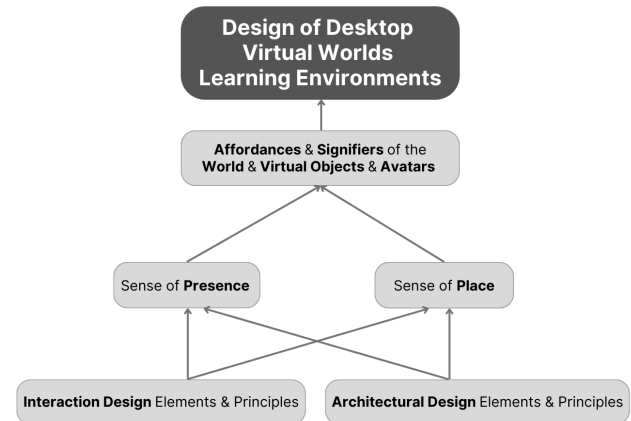 Design of Desktop
Virtual Worlds
Learning Environments
Affordances & Signifiers of the
World & Virtual Objects & Avatars
Sense of Presence
Sense of Place
Interaction Design Elements & Principles
Architectural Design Elements & Principles